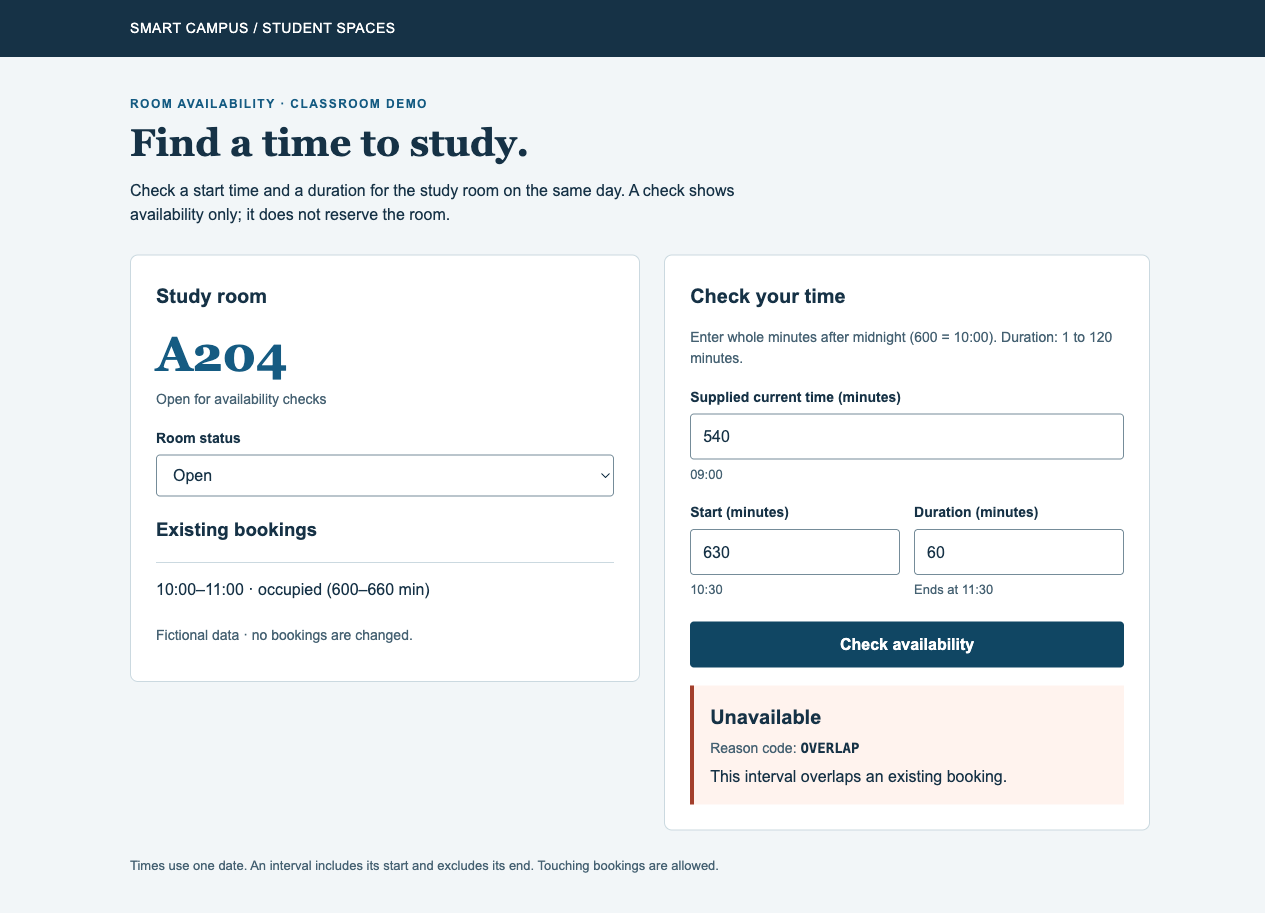 SMART CAMPUS / STUDENT SPACES
ROOM AVAILABILITY · CLASSROOM DEMO
Find a time to study.
Check a start time and a duration for the study room on the same day. A check shows
availability only; it does not reserve the room.
Study room
A204
Open for availability checks
Room status
Open
Existing bookings
10:00–11:00 · occupied (600–660 min)
Fictional data · no bookings are changed.
Check your time
Enter whole minutes after midnight (600 = 10:00). Duration: 1 to 120
minutes.
Supplied current time (minutes)
540
09:00
Start (minutes)
630
10:30
Duration (minutes)
60
Ends at 11:30
Check availability
Unavailable
Reason code: OVERLAP
This interval overlaps an existing booking.
Times use one date. An interval includes its start and excludes its end. Touching bookings are allowed.